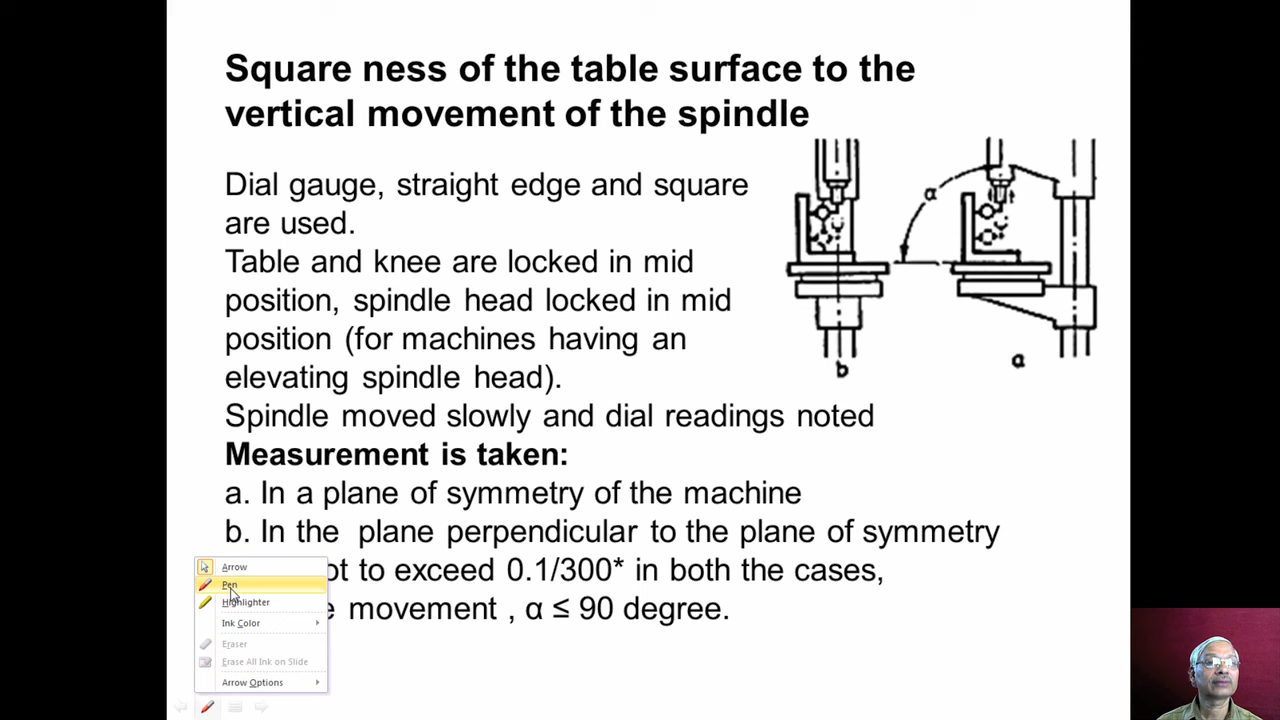 Square ness of the table surface to the
vertical movement of the spindle
Dial gauge, straight edge and square
are used.
Table and knee are locked in mid
position, spindle head locked in mid
position (for machines having an
elevating spindle head).
Spindle moved slowly and dial readings noted
Measurement is taken:
a. In a plane of symmetry of the machine
b. In the plane perpendicular to the plane of symmetry
to exceed 0.1/300* in both the cases,
movement , α ≤ 90 degree.
α
b
a
Arrow
Pen
Highlighter
Ink Color
Eraser
Erase All Ink on Slide
Arrow Options